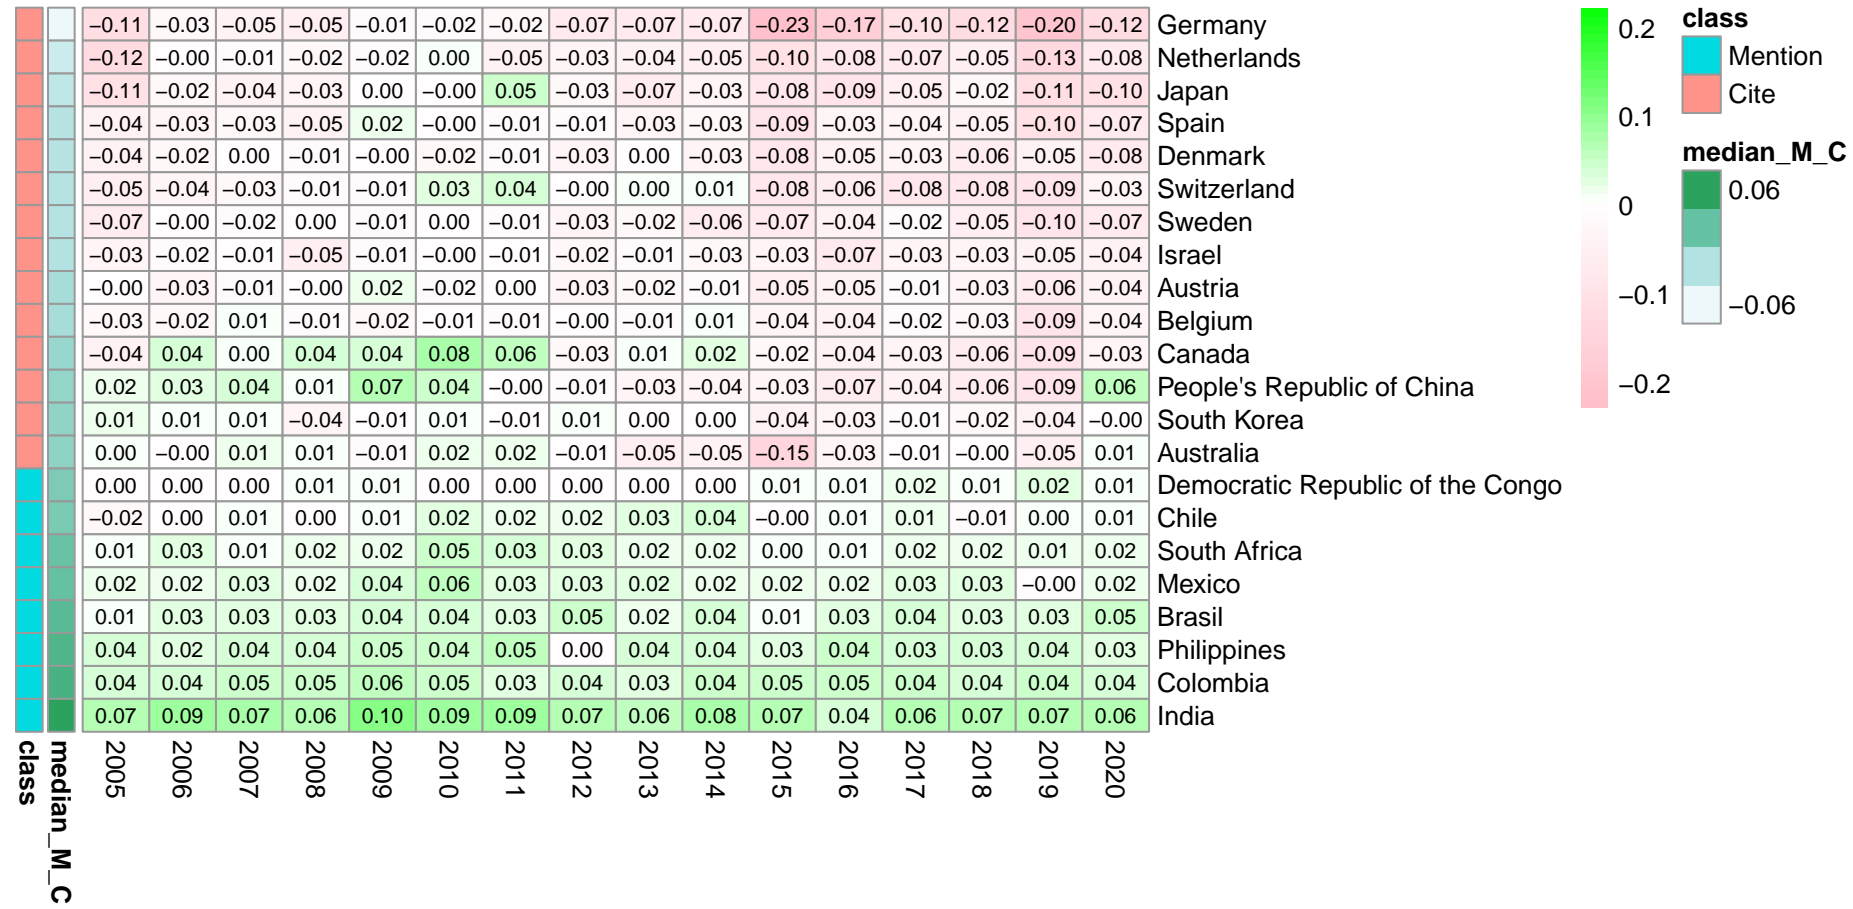 −0.11 −0.03 −0.05 −0.05 −0.01 −0.02 −0.02 −0.07 −0.07 −0.07 −0.23 −0.17 −0.10 −0.12 −0.20 −0.12 Germany
−0.12 −0.00 −0.01 −0.02 −0.02 0.00 −0.05 −0.03 −0.04 −0.05 −0.10 −0.08 −0.07 −0.05 −0.13 −0.08 Netherlands
−0.11 −0.02 −0.04 −0.03 0.00 −0.00 0.05 −0.03 −0.07 −0.03 −0.08 −0.09 −0.05 −0.02 −0.11 −0.10 Japan
−0.04 −0.03 −0.03 −0.05 0.02 −0.00 −0.01 −0.01 −0.03 −0.03 −0.09 −0.03 −0.04 −0.05 −0.10 −0.07 Spain
−0.04 −0.02 0.00 −0.01 −0.00 −0.02 −0.01 −0.03 0.00 −0.03 −0.08 −0.05 −0.03 −0.06 −0.05 −0.08 Denmark
−0.05 −0.04 −0.03 −0.01 −0.01 0.03 0.04 −0.00 0.00 0.01 −0.08 −0.06 −0.08 −0.08 −0.09 −0.03 Switzerland
−0.07 −0.00 −0.02 0.00 −0.01 0.00 −0.01 −0.03 −0.02 −0.06 −0.07 −0.04 −0.02 −0.05 −0.10 −0.07 Sweden
−0.03 −0.02 −0.01 −0.05 −0.01 −0.00 −0.01 −0.02 −0.01 −0.03 −0.03 −0.07 −0.03 −0.03 −0.05 −0.04 Israel
−0.00 −0.03 −0.01 −0.00 0.02 −0.02 0.00 −0.03 −0.02 −0.01 −0.05 −0.05 −0.01 −0.03 −0.06 −0.04 Austria
−0.03 −0.02 0.01 −0.01 −0.02 −0.01 −0.01 −0.00 −0.01 0.01 −0.04 −0.04 −0.02 −0.03 −0.09 −0.04 Belgium
−0.04 0.04 0.00 0.04 0.04 0.08 0.06 −0.03 0.01 0.02 −0.02 −0.04 −0.03 −0.06 −0.09 −0.03 Canada
0.02 0.03 0.04 0.01 0.07 0.04 −0.00 −0.01 −0.03 −0.04 −0.03 −0.07 −0.04 −0.06 −0.09 0.06 People's Republic of China
0.01 0.01 0.01 −0.04 −0.01 0.01 −0.01 0.01 0.00 0.00 −0.04 −0.03 −0.01 −0.02 −0.04 −0.00 South Korea
0.00 −0.00 0.01 0.01 −0.01 0.02 0.02 −0.01 −0.05 −0.05 −0.15 −0.03 −0.01 −0.00 −0.05 0.01 Australia
0.00 0.00 0.00 0.01 0.01 0.00 0.00 0.00 0.00 0.00 0.01 0.01 0.02 0.01 0.02 0.01 Democratic Republic of the Congo
−0.02 0.00 0.01 0.00 0.01 0.02 0.02 0.02 0.03 0.04 −0.00 0.01 0.01 −0.01 0.00 0.01 Chile
0.01 0.03 0.01 0.02 0.02 0.05 0.03 0.03 0.02 0.02 0.00 0.01 0.02 0.02 0.01 0.02 South Africa
0.02 0.02 0.03 0.02 0.04 0.06 0.03 0.03 0.02 0.02 0.02 0.02 0.03 0.03 −0.00 0.02 Mexico
0.01 0.03 0.03 0.03 0.04 0.04 0.03 0.05 0.02 0.04 0.01 0.03 0.04 0.03 0.03 0.05 Brasil
0.04 0.02 0.04 0.04 0.05 0.04 0.05 0.00 0.04 0.04 0.03 0.04 0.03 0.03 0.04 0.03 Philippines
0.04 0.04 0.05 0.05 0.06 0.05 0.03 0.04 0.03 0.04 0.05 0.05 0.04 0.04 0.04 0.04 Colombia
0.07 0.09 0.07 0.06 0.10 0.09 0.09 0.07 0.06 0.08 0.07 0.04 0.06 0.07 0.07 0.06 India
class median_M_C 2005 2006 2007 2008 2009 2010 2011 2012 2013 2014 2015 2016 2017 2018 2019 2020
0.2
0.1
0
−0.1
−0.2
class
Mention
Cite
median_M_C
0.06
−0.06